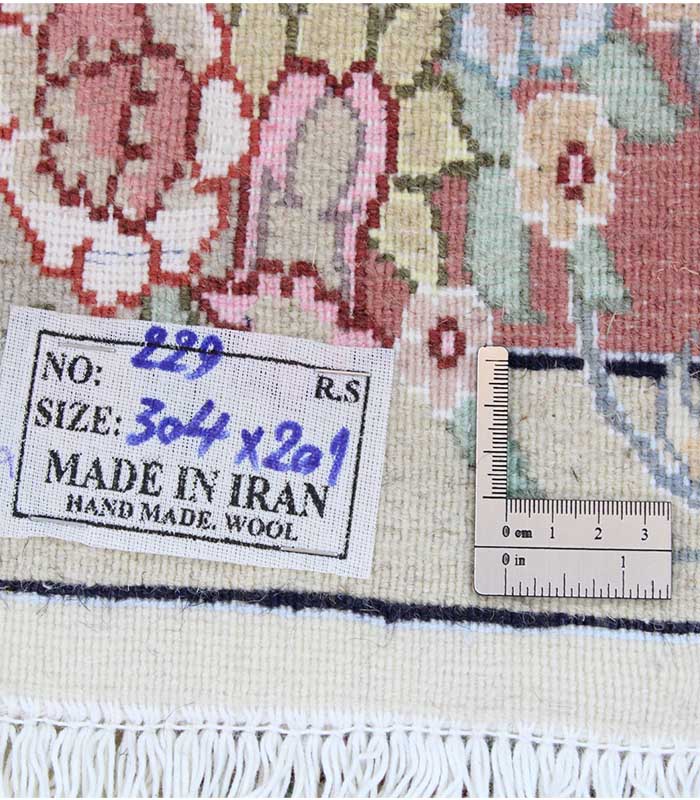 NO: 229
R.S
SIZE: 304 x 201
MADE IN IRAN
HAND MADE. WOOL
0 cm 1 2 3
0 in 1